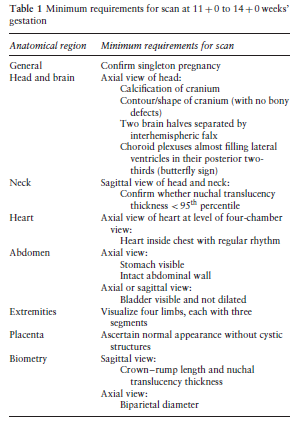 Table 1 Minimum requirements for scan at 11 + 0 to 14 + 0 weeks'
gestation
Anatomical region Minimum requirements for scan
General Confirm singleton pregnancy
Head and brain Axial view of head:
Calcification of cranium
Contour/shape of cranium (with no bony
defects)
Two brain halves separated by
interhemispheric falx
Choroid plexuses almost filling lateral
ventricles in their posterior two-
thirds (butterfly sign)
Neck Sagittal view of head and neck:
Confirm whether nuchal translucency
thickness < 95th percentile
Heart Axial view of heart at level of four-chamber
view:
Heart inside chest with regular rhythm
Abdomen Axial view:
Stomach visible
Intact abdominal wall
Axial or sagittal view:
Bladder visible and not dilated
Extremities Visualize four limbs, each with three
segments
Placenta Ascertain normal appearance without cystic
structures
Biometry Sagittal view:
Crown–rump length and nuchal
translucency thickness
Axial view:
Biparietal diameter